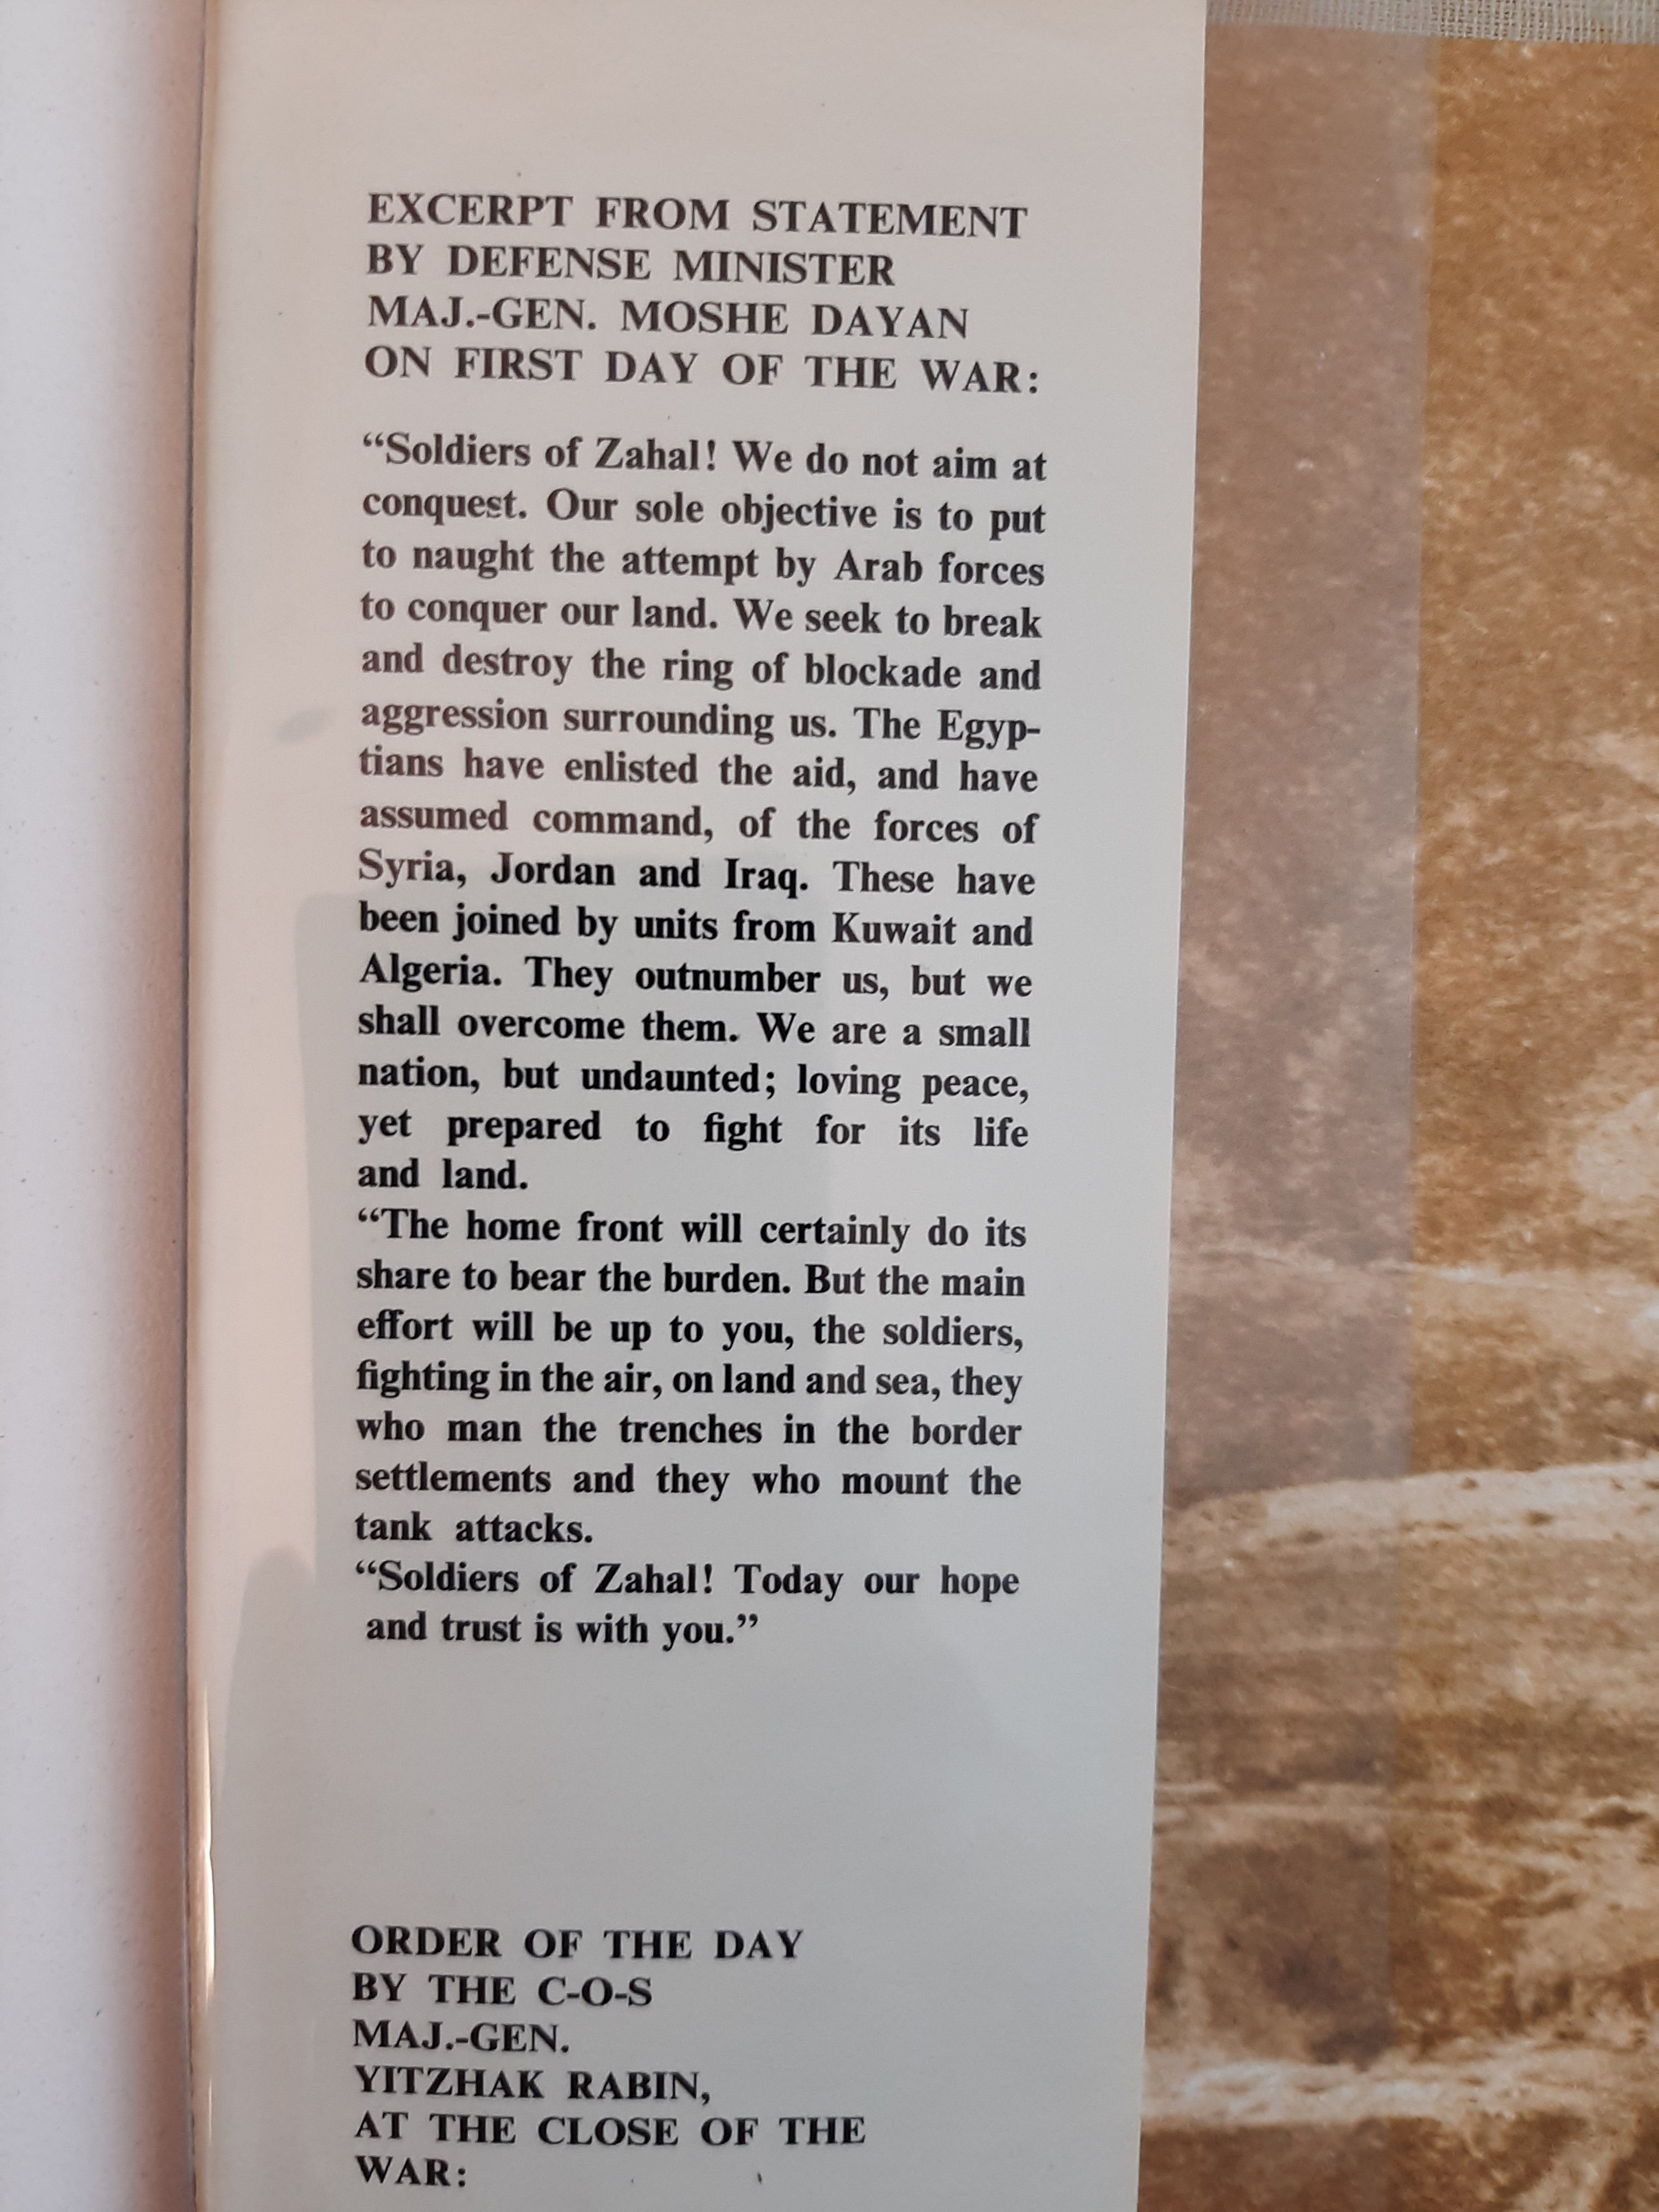 EXCERPT FROM STATEMENT
BY DEFENSE MINISTER
MAJ.-GEN. MOSHE DAYAN
ON FIRST DAY OF THE WAR:
“Soldiers of Zahal! We do not aim at
conquest. Our sole objective is to put
to naught the attempt by Arab forces
to conquer our land. We seek to break
and destroy the ring of blockade and
aggression surrounding us. The Egyp-
tians have enlisted the aid, and have
assumed command, of the forces of
Syria, Jordan and Iraq. These have
been joined by units from Kuwait and
Algeria. They outnumber us, but we
shall overcome them. We are a small
nation, but undaunted; loving peace,
yet prepared to fight for its life
and land.
“The home front will certainly do its
share to bear the burden. But the main
effort will be up to you, the soldiers,
fighting in the air, on land and sea, they
who man the trenches in the border
settlements and they who mount the
tank attacks.
“Soldiers of Zahal! Today our hope
and trust is with you.”
ORDER OF THE DAY
BY THE C-O-S
MAJ.-GEN.
YITZHAK RABIN,
AT THE CLOSE OF THE
WAR: